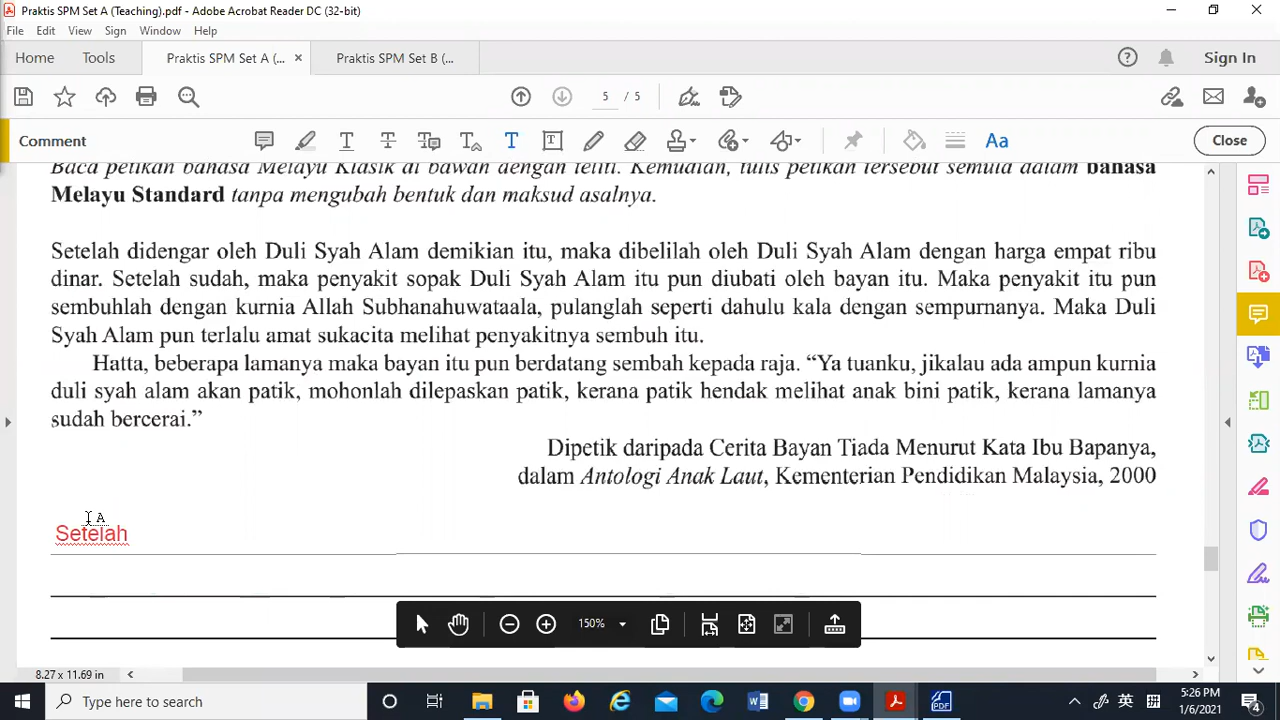 Praktis SPM Set A (Teaching).pdf - Adobe Acrobat Reader DC (32-bit)
File Edit View Sign Window Help
Home Tools Praktis SPM Set A (... × Praktis SPM Set B (... Sign In
5 / 5
Comment Close
Baca petikan bahasa Melayu Klasik di bawah dengan teliti. Kemudian, tulis petikan tersebut semula dalam bahasa
Melayu Standard tanpa mengubah bentuk dan maksud asalnya.
Setelah didengar oleh Duli Syah Alam demikian itu, maka dibelilah oleh Duli Syah Alam dengan harga empat ribu
dinar. Setelah sudah, maka penyakit sopak Duli Syah Alam itu pun diubati oleh bayan itu. Maka penyakit itu pun
sembuhlah dengan kurnia Allah Subhanahuwataala, pulanglah seperti dahulu kala dengan sempurnanya. Maka Duli
Syah Alam pun terlalu amat sukacita melihat penyakitnya sembuh itu.
Hatta, beberapa lamanya maka bayan itu pun berdatang sembah kepada raja. “Ya tuanku, jikalau ada ampun kurnia
duli syah alam akan patik, mohonlah dilepaskan patik, kerana patik hendak melihat anak bini patik, kerana lamanya
sudah bercerai.”
Dipetik daripada Cerita Bayan Tiada Menurut Kata Ibu Bapanya,
dalam Antologi Anak Laut, Kementerian Pendidikan Malaysia, 2000
Setelah
150%
8.27 x 11.69 in
Type here to search
英
5:26 PM
1/6/2021
4